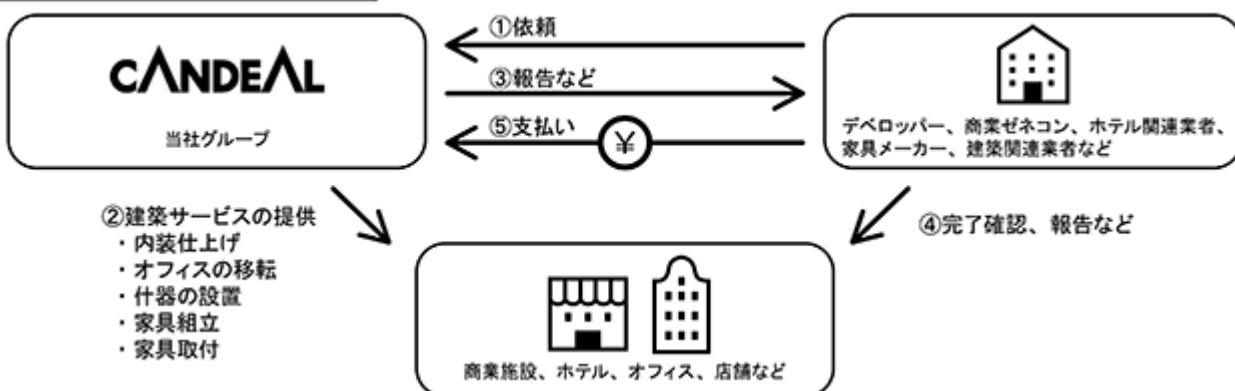 ①依頼
CANDEAL
③報告など
当社グループ
⑤支払い
¥
デベロッパー、商業ゼネコン、ホテル関連業者、
家具メーカー、建築関連業者など
②建築サービスの提供
・内装仕上げ
・オフィスの移転
・什器の設置
・家具組立
・家具取付
④完了確認、報告など
商業施設、ホテル、オフィス、店舗など